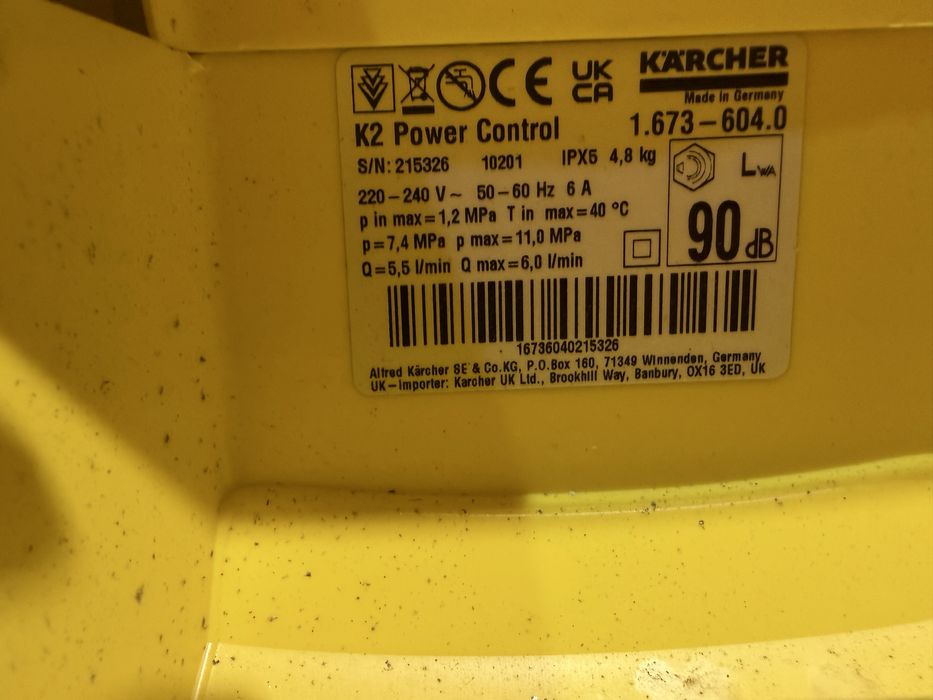 CE UK CA KÄRCHER
Made in Germany
K2 Power Control 1.673-604.0
S/N: 215326 10201 IPX5 4,8 kg
LWA
220-240 V~ 50-60 Hz 6 A
p in max=1,2 MPa T in max=40 °C
90 dB
p=7,4 MPa p max=11,0 MPa
Q=5,5 l/min Q max=6,0 l/min
16736040215326
Alfred Kärcher SE & Co.KG, P.O.Box 160, 71349 Winnenden, Germany
UK-Importer: Karcher UK Ltd., Brookhill Way, Banbury, OX16 3ED, UK